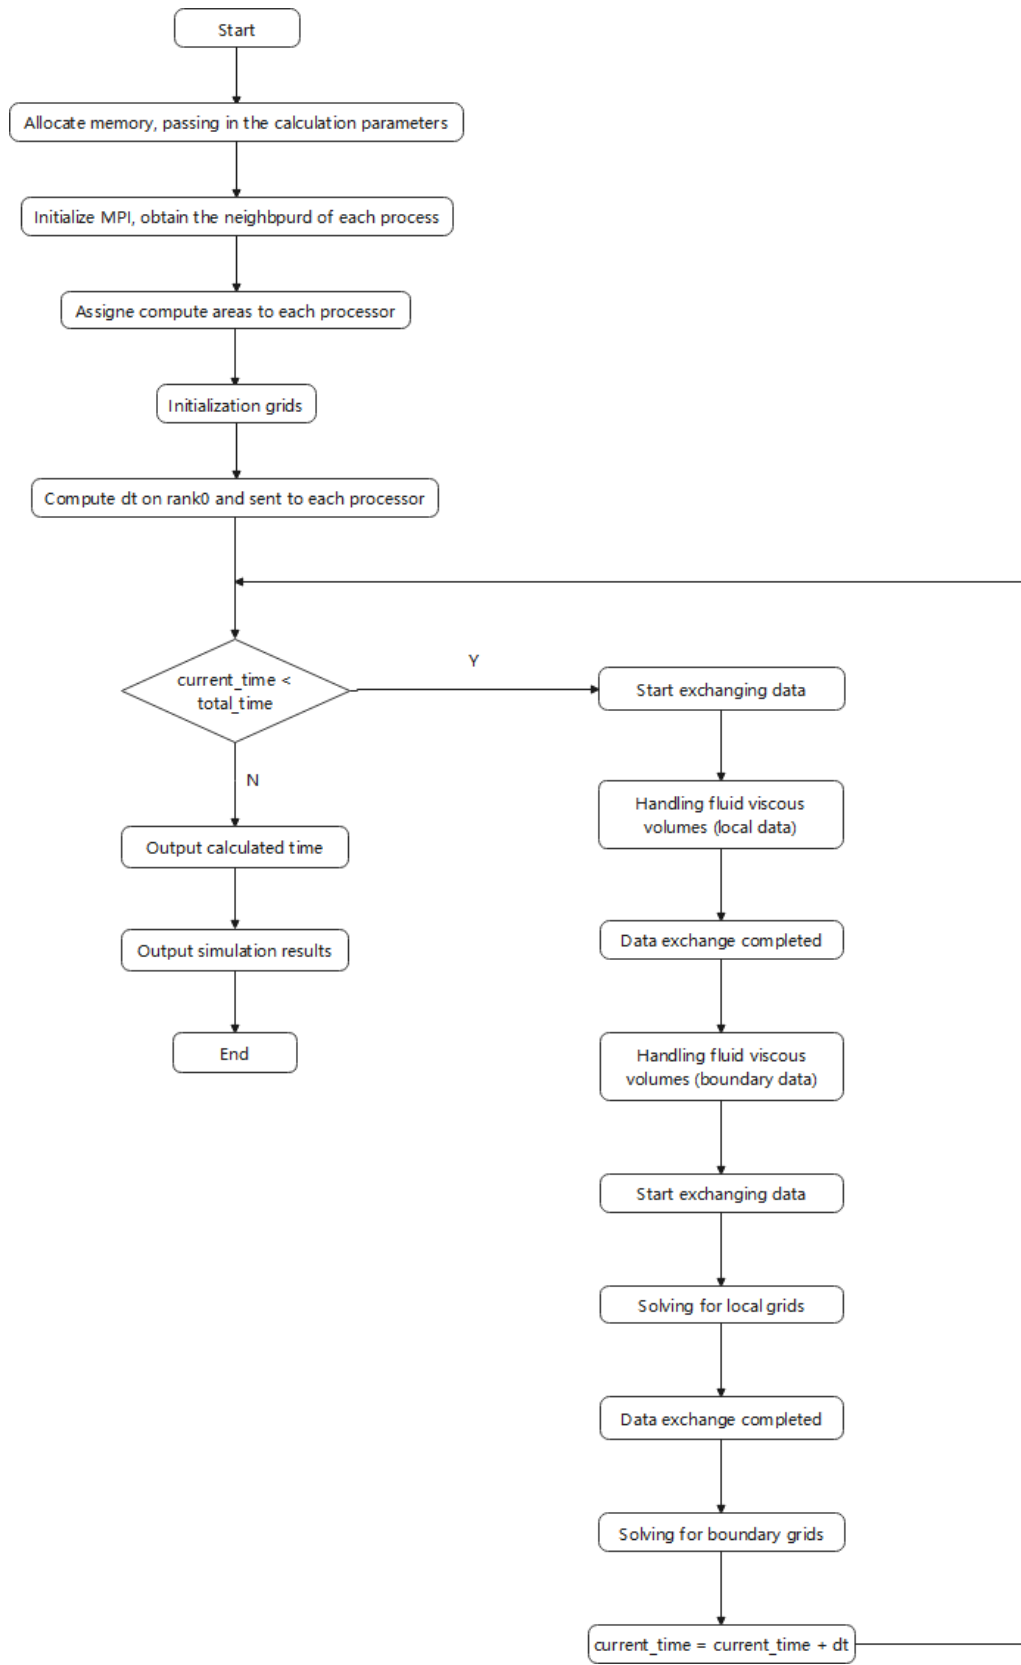 Start
Allocate memory, passing in the calculation parameters
Initialize MPI, obtain the neighbpurd of each process
Assigne compute areas to each processor
Initialization grids
Compute dt on rank0 and sent to each processor
current_time <
total_time
Y
N
Output calculated time
Output simulation results
End
Start exchanging data
Handling fluid viscous
volumes (local data)
Data exchange completed
Handling fluid viscous
volumes (boundary data)
Start exchanging data
Solving for local grids
Data exchange completed
Solving for boundary grids
current_time = current_time + dt